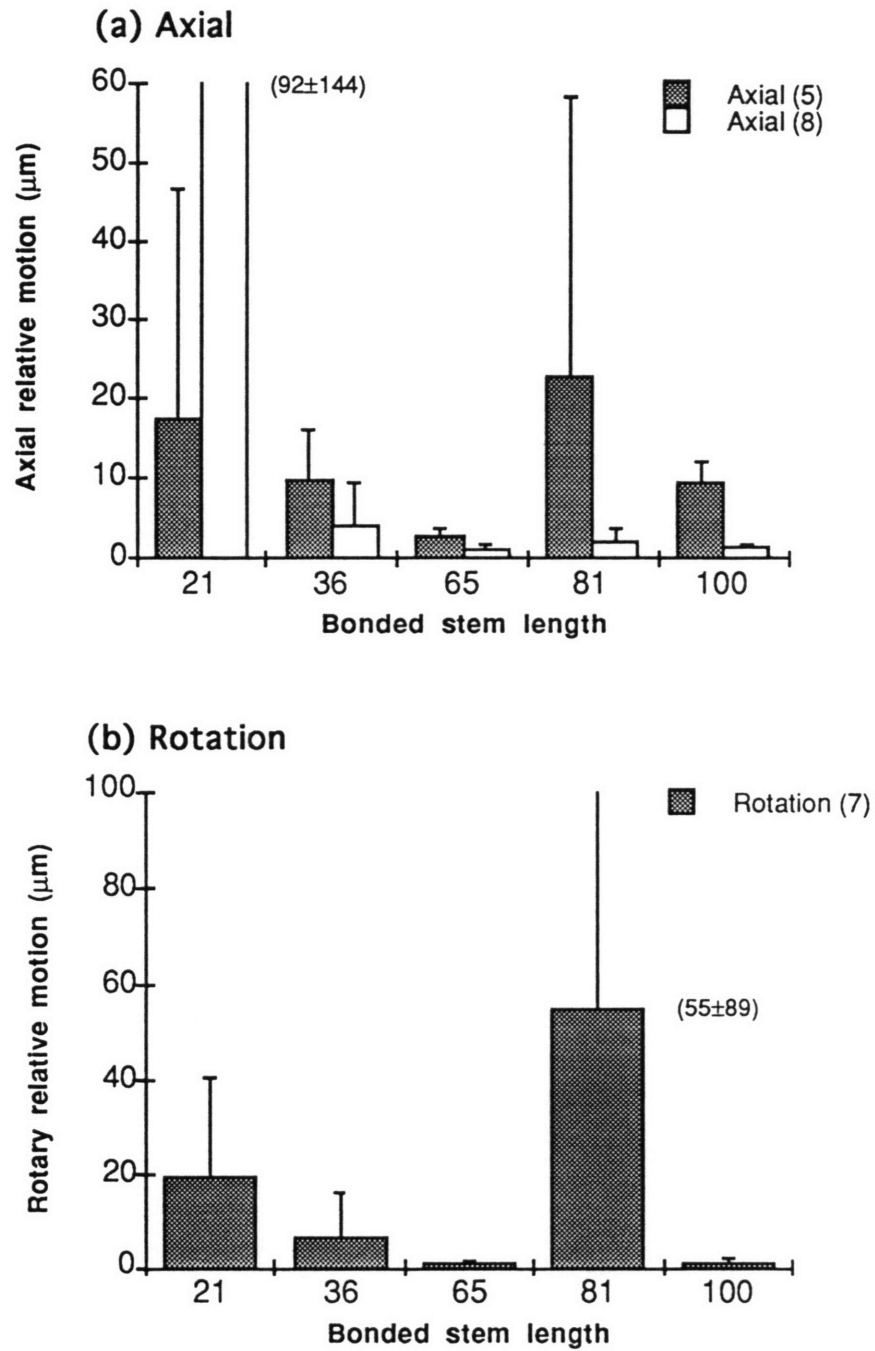 (a) Axial
60
(92±144)
Axial (5)
Axial (8)
50
40
30
20
10
0
Axial relative motion (µm)
21 36 65 81 100
Bonded stem length
(b) Rotation
100
Rotation (7)
80
60
(55±89)
40
20
0
Rotary relative motion (µm)
21 36 65 81 100
Bonded stem length